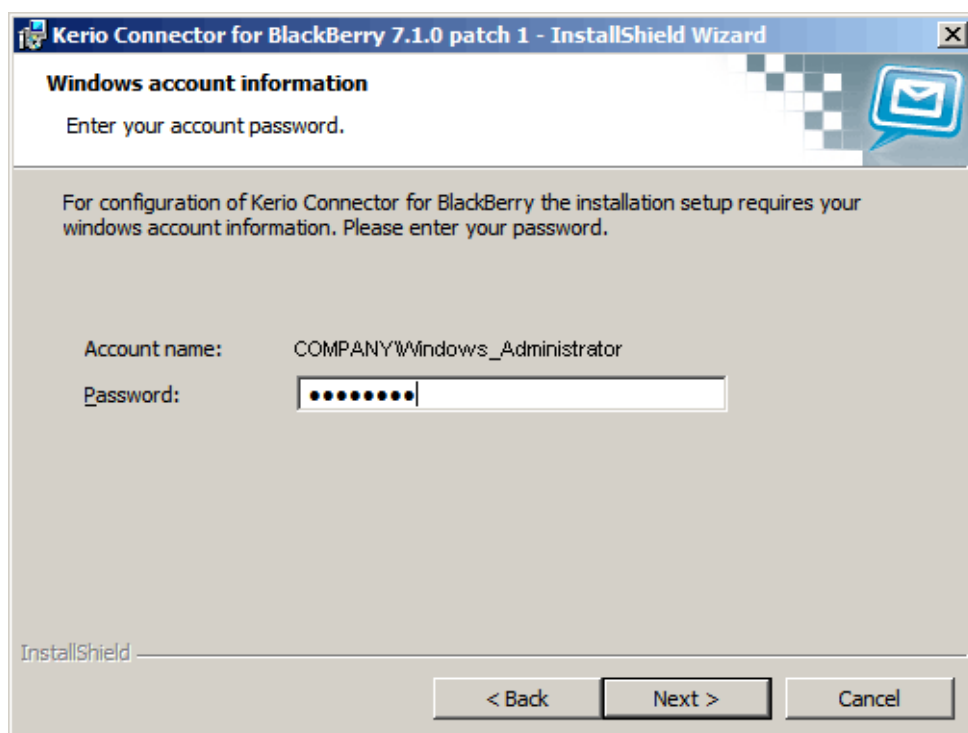 Kerio Connector for BlackBerry 7.1.0 patch 1 - InstallShield Wizard
Windows account information
Enter your account password.
For configuration of Kerio Connector for BlackBerry the installation setup requires your
windows account information. Please enter your password.
Account name: COMPANY\Windows_Administrator
Password: ●●●●●●●●
InstallShield
< Back Next > Cancel